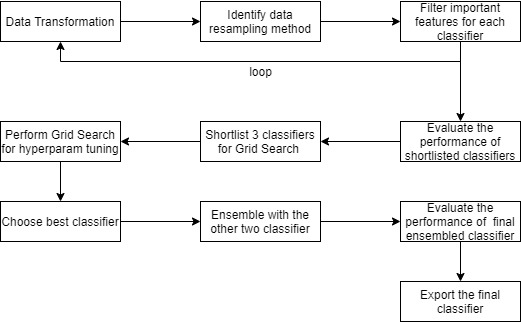 Data Transformation
Identify data
resampling method
Filter important
features for each
classifier
loop
Perform Grid Search
for hyperparam tuning
Shortlist 3 classifiers
for Grid Search
Evaluate the
performance of
shortlisted classifiers
Choose best classifier
Ensemble with the
other two classifier
Evaluate the
performance of final
ensembled classifier
Export the final
classifier